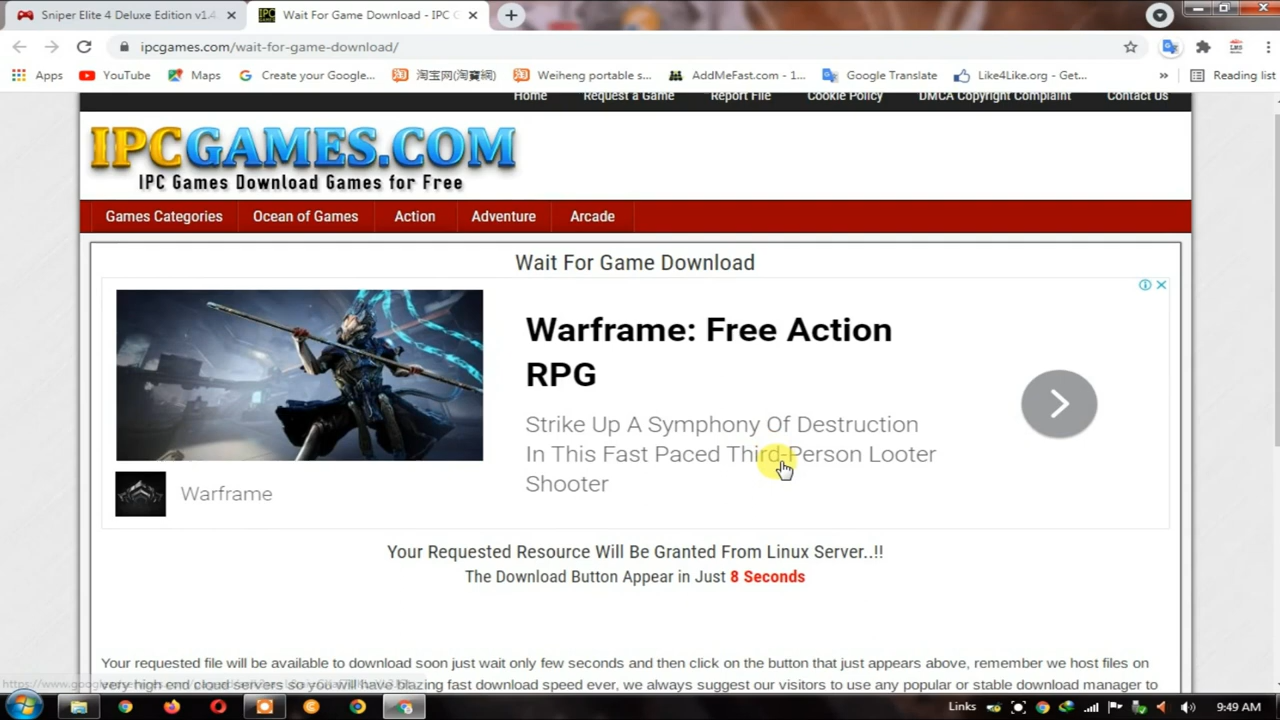 Sniper Elite 4 Deluxe Edition v1.4
Wait For Game Download - IPC G
ipcgames.com/wait-for-game-download/
Apps
YouTube
Maps
Create your Google...
淘宝网(淘寶網)
Weiheng portable s...
AddMeFast.com - 1...
Google Translate
Like4Like.org - Get...
»
Reading list
Home
Request a Game
Report File
Cookie Policy
DMCA Copyright Complaint
Contact Us
IPCGAMES.COM
IPC Games Download Games for Free
Games Categories
Ocean of Games
Action
Adventure
Arcade
Wait For Game Download
Warframe: Free Action
RPG
Strike Up A Symphony Of Destruction
In This Fast Paced Third-Person Looter
Shooter
Warframe
Your Requested Resource Will Be Granted From Linux Server..!!
The Download Button Appear in Just 8 Seconds
Your requested file will be available to download soon just wait only few seconds and then click on the button that just appears above, remember we host files on
very high end paced servers so you will have blazing fast download speed ever, we always suggest our visitors to use any popular or stable download manager to
Links
9:49 AM